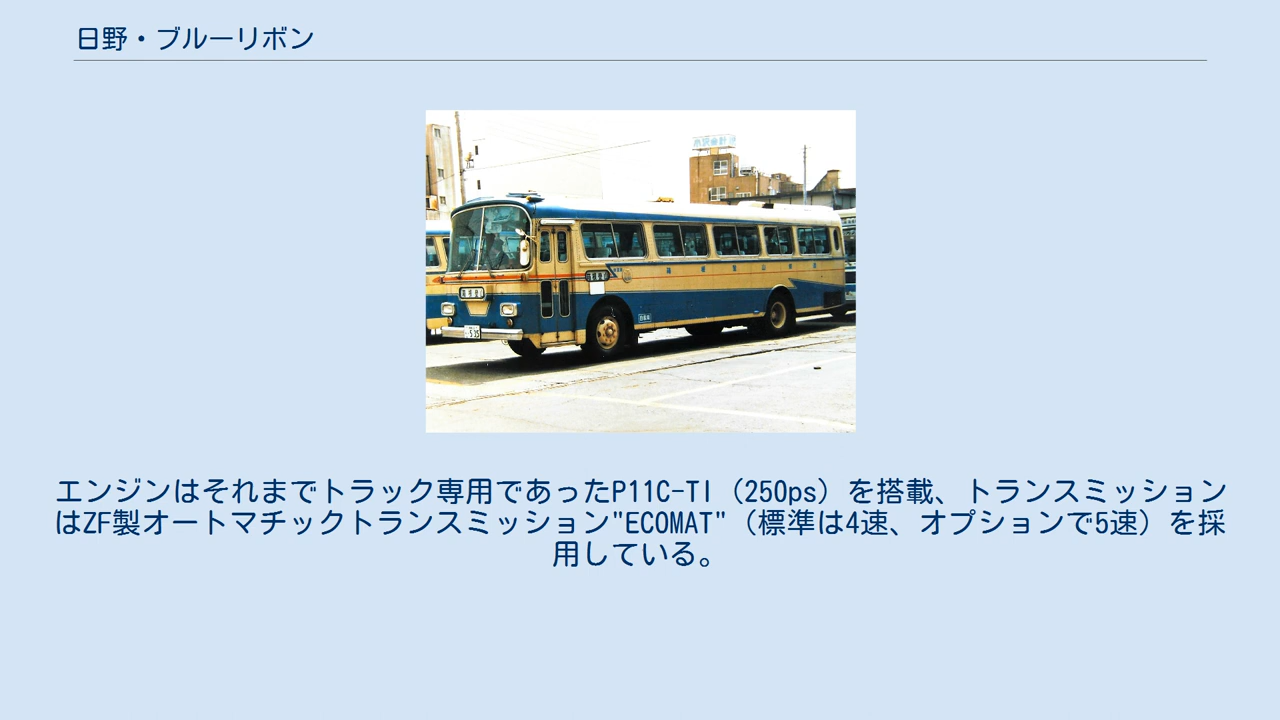 日野・ブルーリボン
エンジンはそれまでトラック専用であったP11C-TI（250ps）を搭載、トランスミッション
はZF製オートマチックトランスミッション"ECOMAT"（標準は4速、オプションで5速）を採
用している。